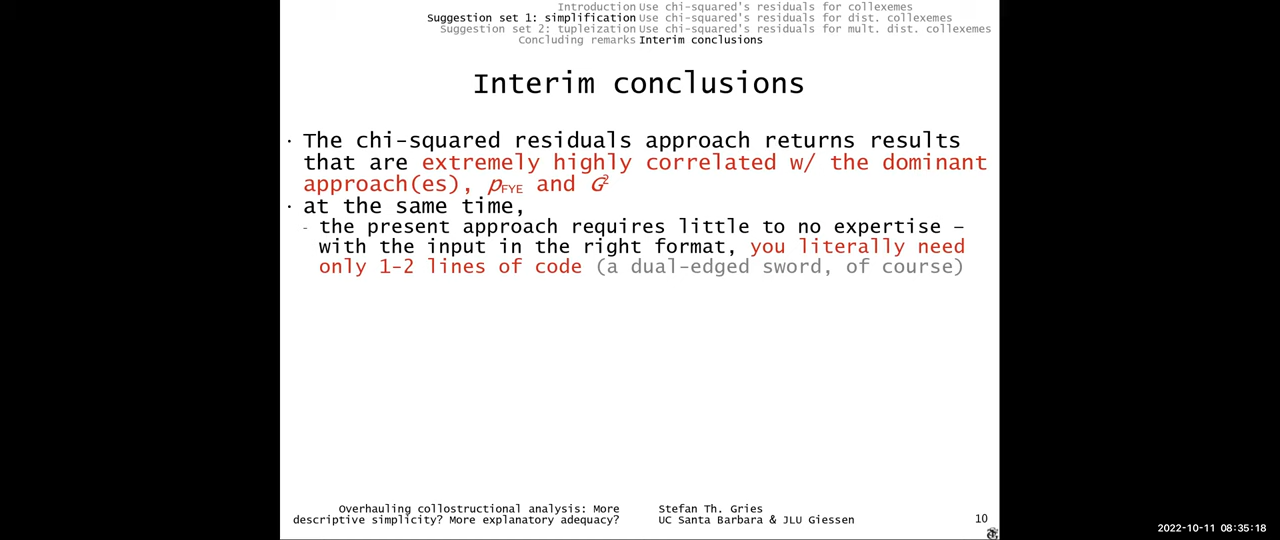 Introduction Use chi-squared's residuals for collexemes
Suggestion set 1: simplification Use chi-squared's residuals for dist. collexemes
Suggestion set 2: tupleization Use chi-squared's residuals for mult. dist. collexemes
Concluding remarks Interim conclusions
Interim conclusions
· The chi-squared residuals approach returns results
that are extremely highly correlated w/ the dominant
approach(es), pFYE and G²
· at the same time,
- the present approach requires little to no expertise –
with the input in the right format, you literally need
only 1-2 lines of code (a dual-edged sword, of course)
Overhauling collostructional analysis: More
descriptive simplicity? More explanatory adequacy?
Stefan Th. Gries
UC Santa Barbara & JLU Giessen
10
2022-10-11 08:35:18